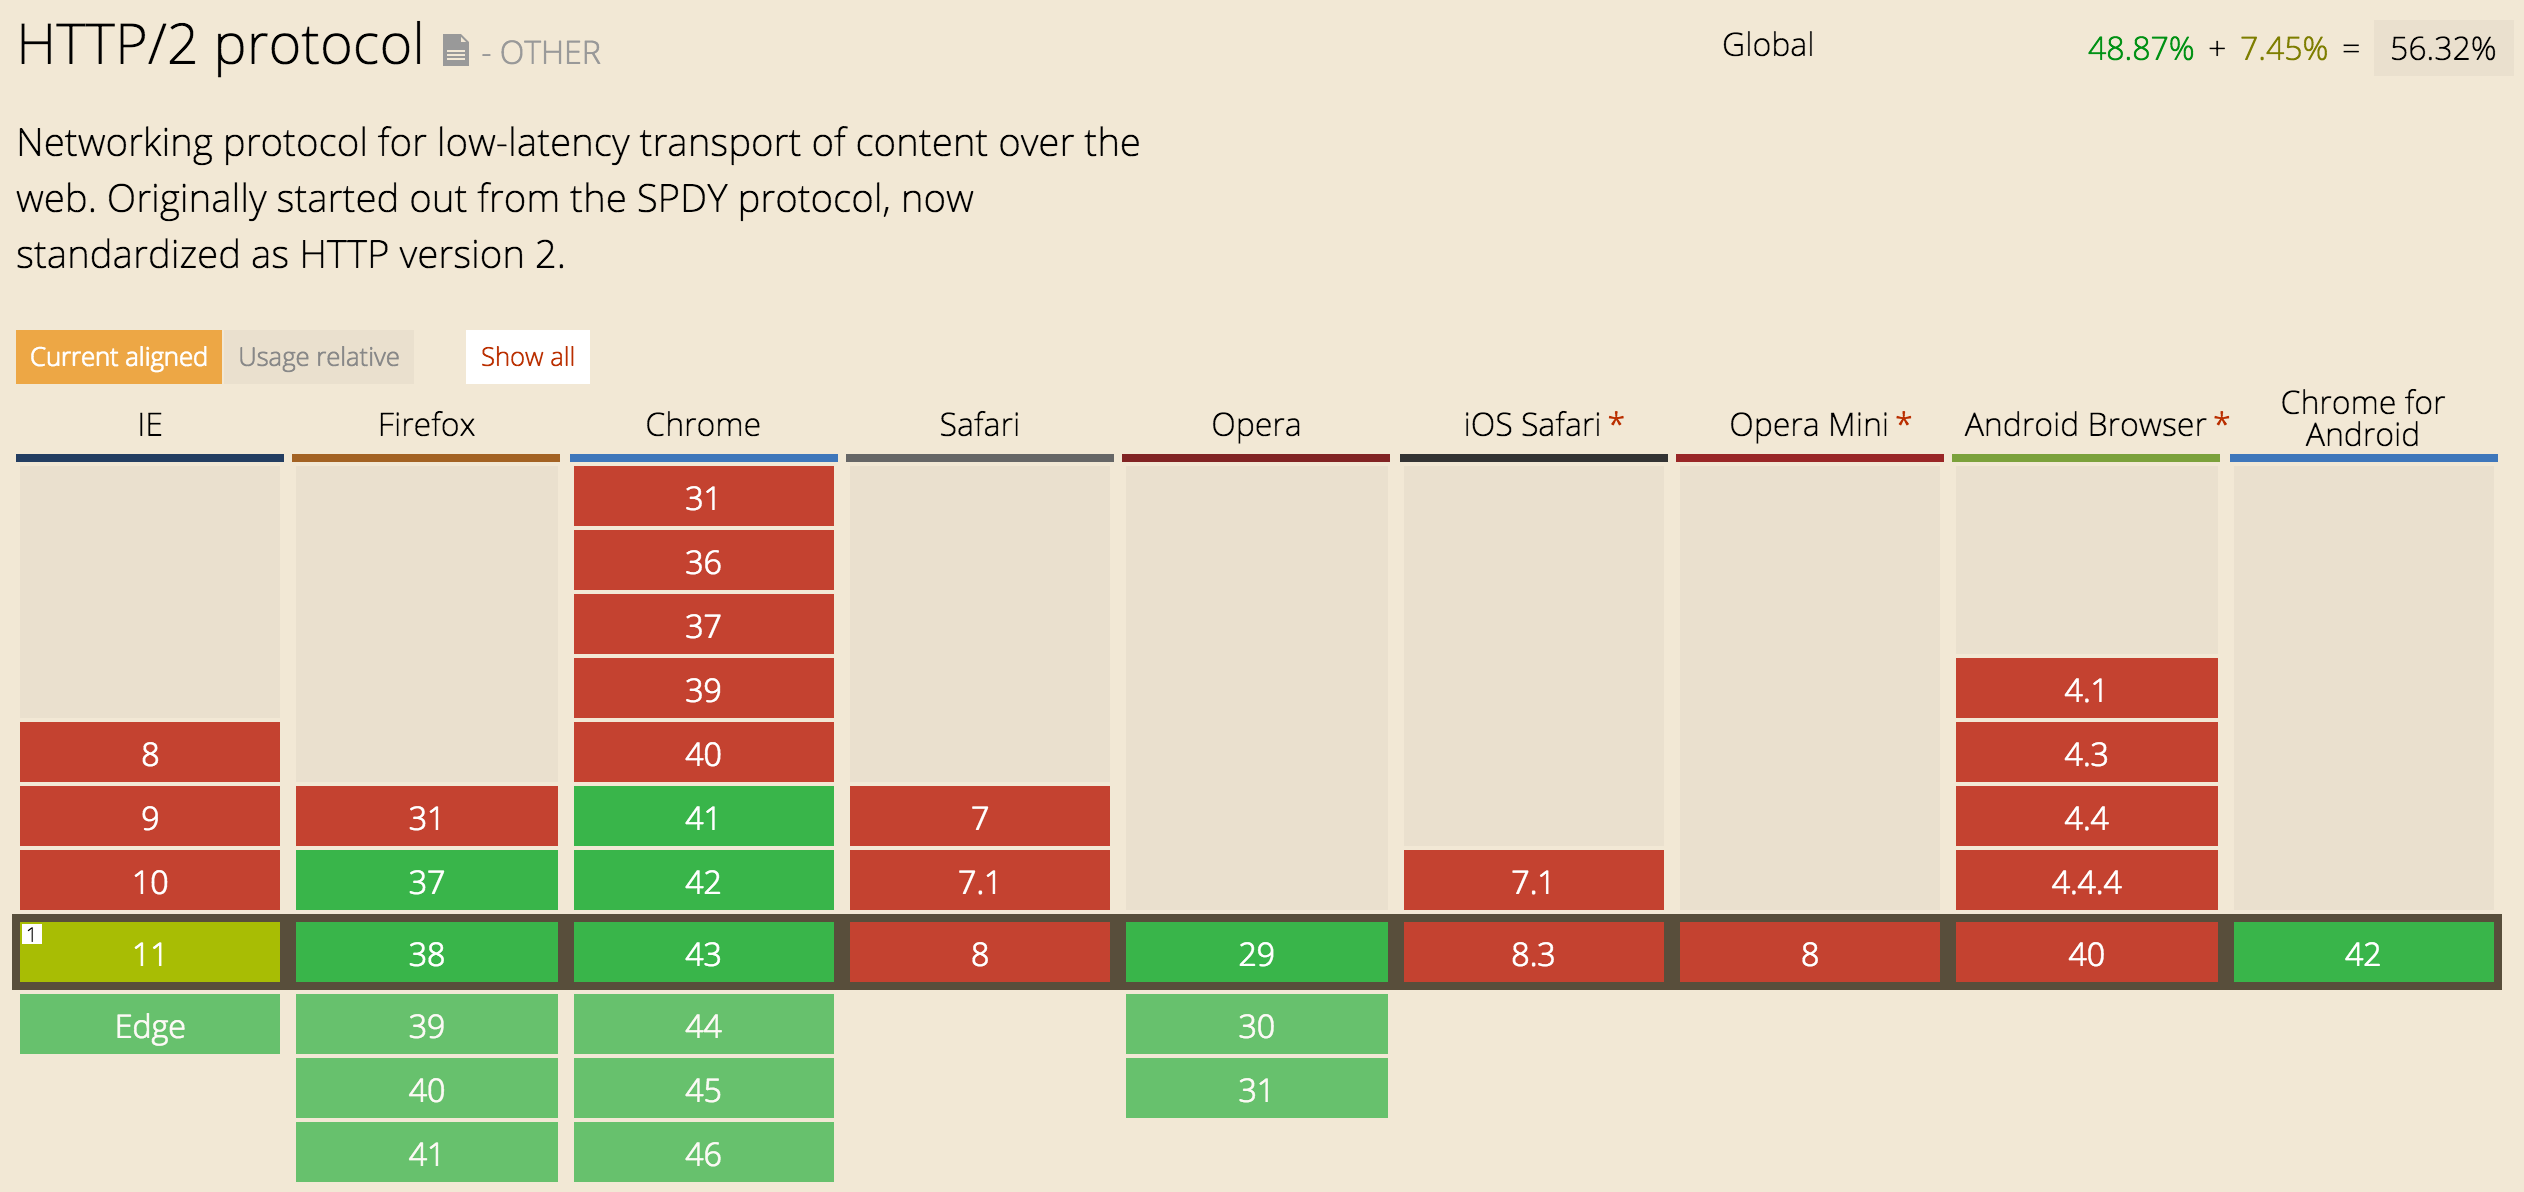 HTTP/2 protocol - OTHER
Global
48.87% + 7.45% = 56.32%
Networking protocol for low-latency transport of content over the
web. Originally started out from the SPDY protocol, now
standardized as HTTP version 2.
Current aligned Usage relative Show all
IE Firefox Chrome Safari Opera iOS Safari * Opera Mini * Android Browser * Chrome for
Android
31
36
37
39 4.1
8 40 4.3
9 31 41 7 4.4
10 37 42 7.1 7.1 4.4.4
1 11 38 43 8 29 8.3 8 40 42
Edge 39 44 30
40 45 31
41 46